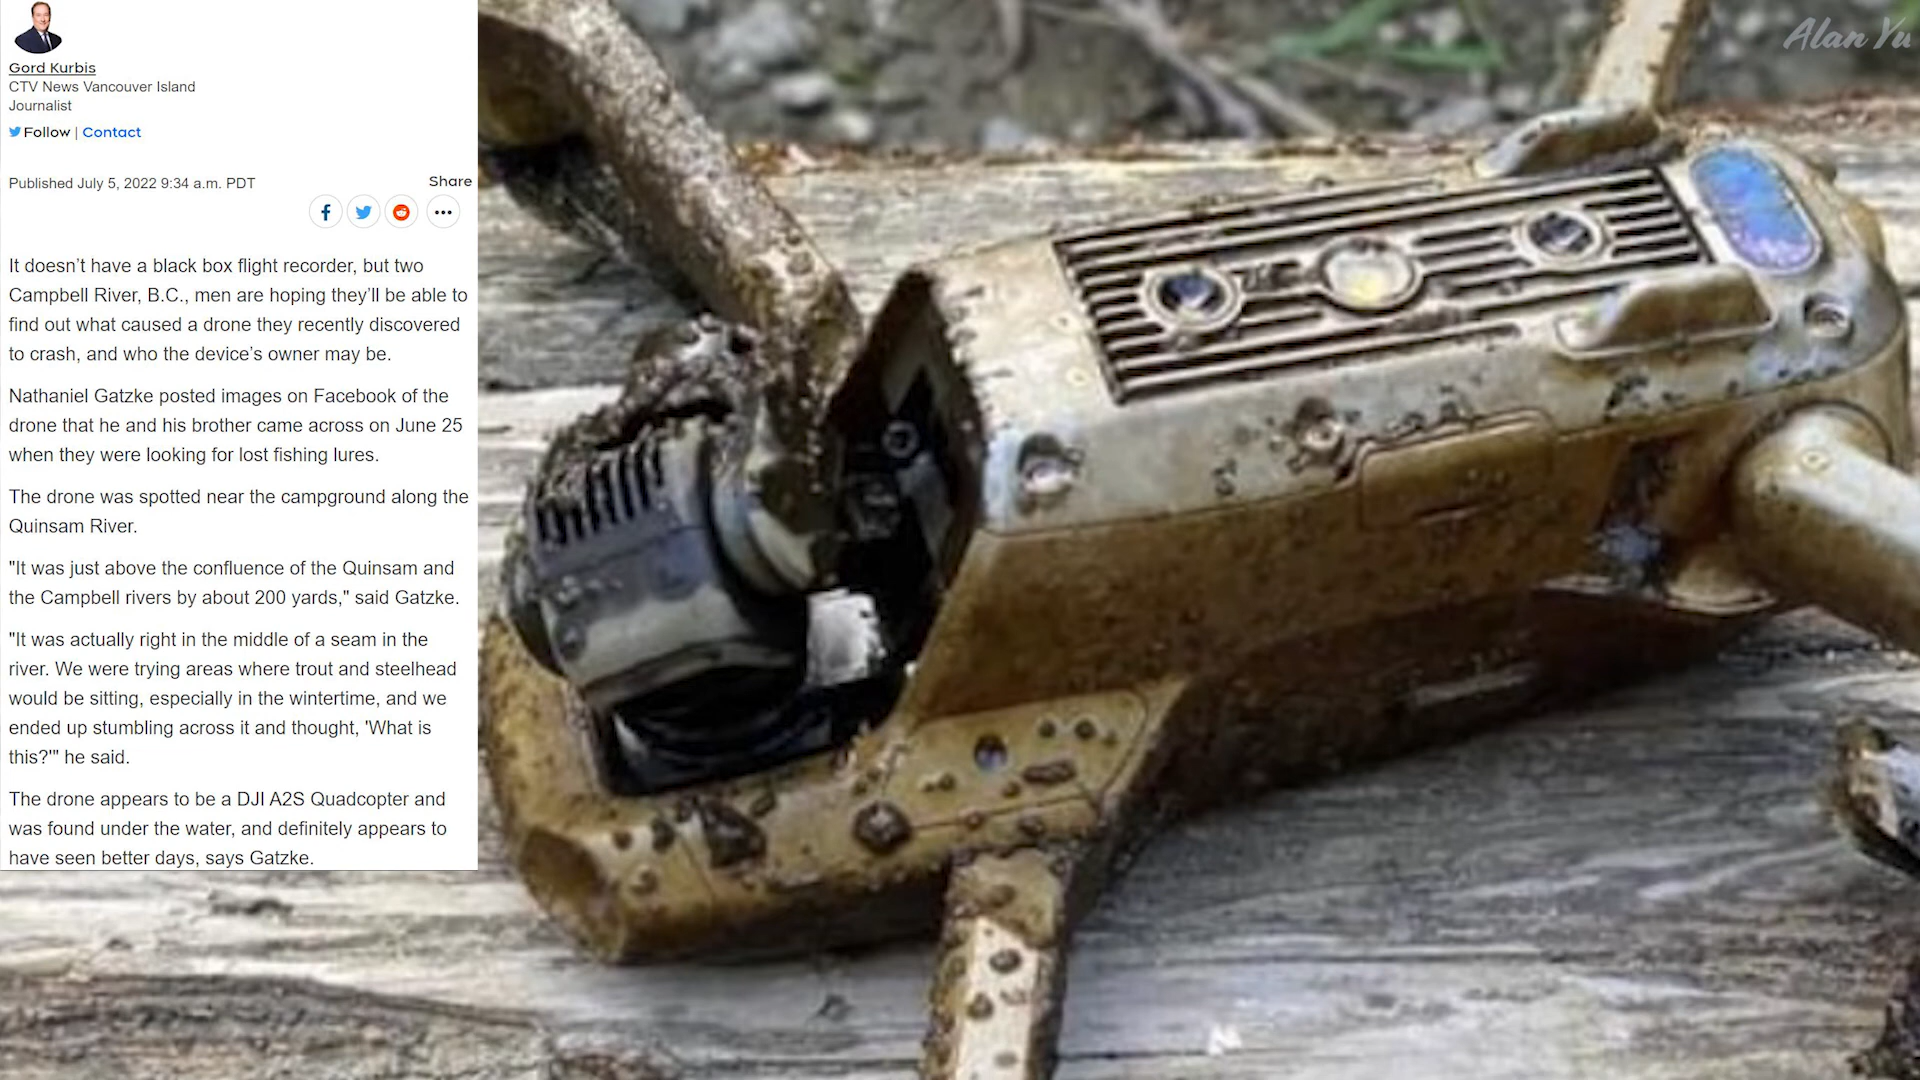 Alan Yu
Gord Kurbis
CTV News Vancouver Island
Journalist
Follow | Contact
Published July 5, 2022 9:34 a.m. PDT
Share
It doesn’t have a black box flight recorder, but two
Campbell River, B.C., men are hoping they’ll be able to
find out what caused a drone they recently discovered
to crash, and who the device’s owner may be.
Nathaniel Gatzke posted images on Facebook of the
drone that he and his brother came across on June 25
when they were looking for lost fishing lures.
The drone was spotted near the campground along the
Quinsam River.
"It was just above the confluence of the Quinsam and
the Campbell rivers by about 200 yards," said Gatzke.
"It was actually right in the middle of a seam in the
river. We were trying areas where trout and steelhead
would be sitting, especially in the wintertime, and we
ended up stumbling across it and thought, 'What is
this?'" he said.
The drone appears to be a DJI A2S Quadcopter and
was found under the water, and definitely appears to
have seen better days, says Gatzke.